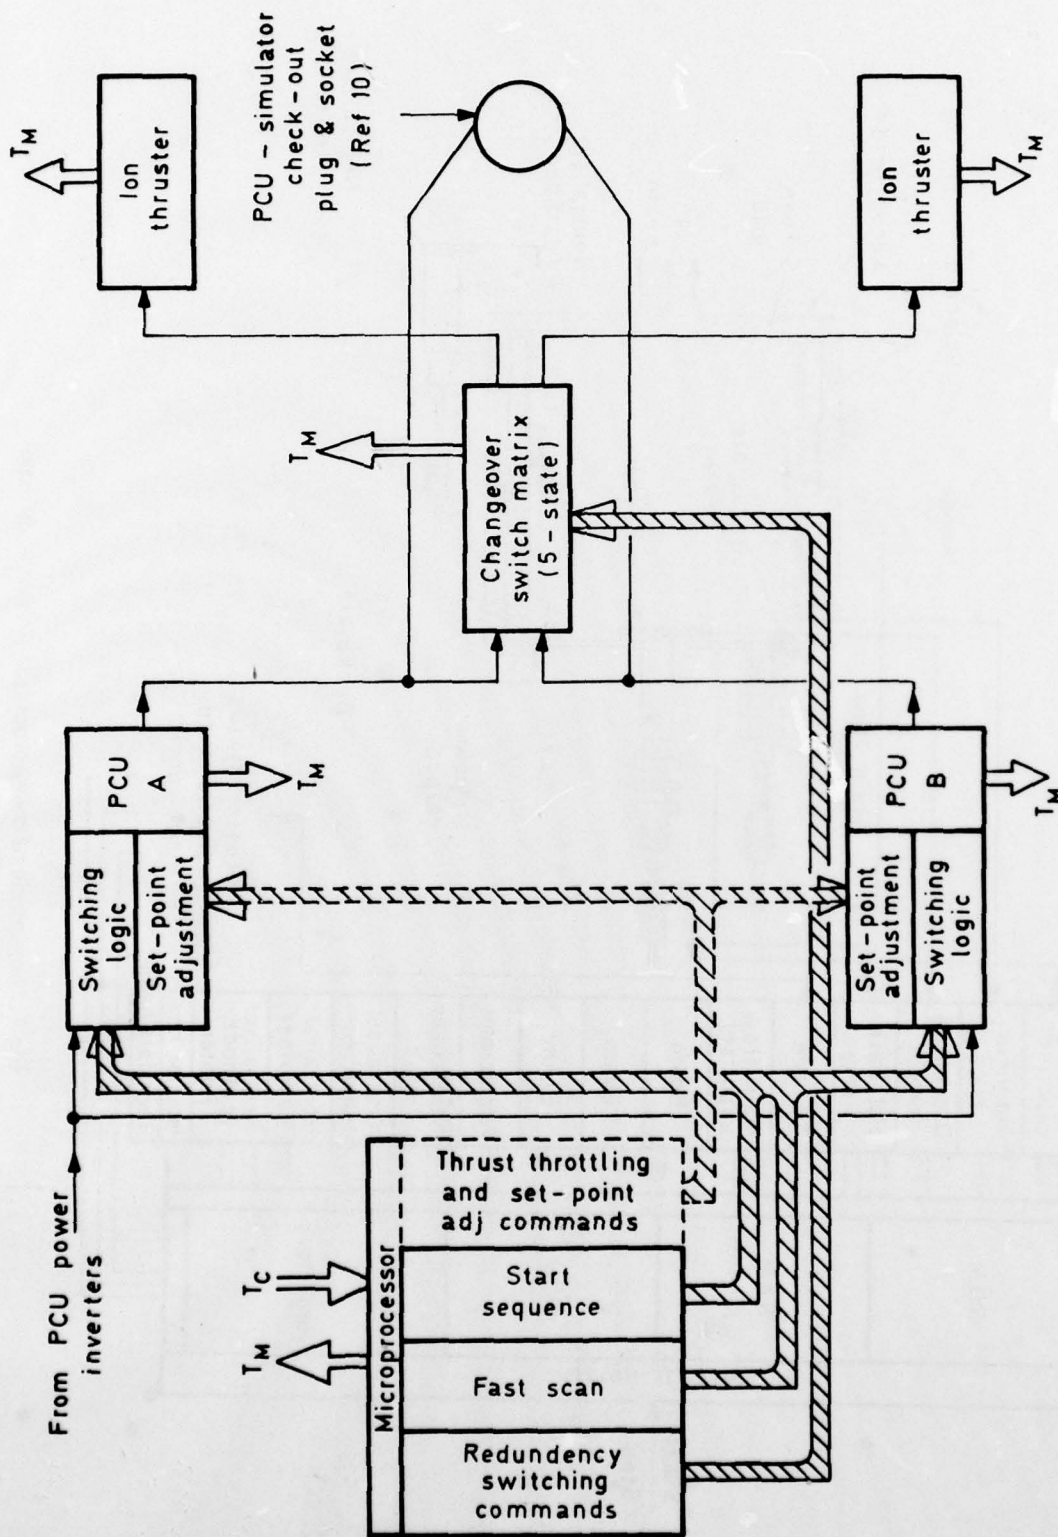 From PCU power
inverters
Switching
logic
Set-point
adjustment
PCU
A
T_M
T_M
Ion
thruster
PCU - simulator
check-out
plug & socket
(Ref 10)
T_M
T_C
Microprocessor
Thrust throttling
and set-point
adj commands
Start
sequence
Fast scan
Redundency
switching
commands
T_M
Changeover
switch matrix
(5-state)
Set-point
adjustment
Switching
logic
PCU
B
T_M
Ion
thruster
T_M